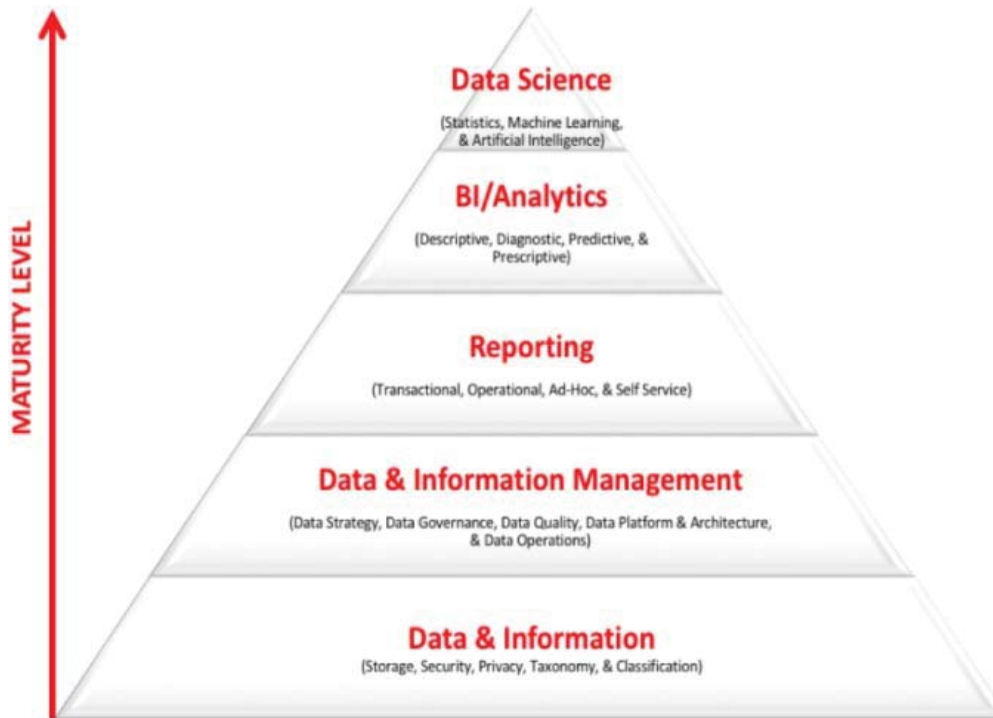 Data Science
(Statistics, Machine Learning,
& Artificial Intelligence)
BI/Analytics
(Descriptive, Diagnostic, Predictive, &
Prescriptive)
Reporting
(Transactional, Operational, Ad-Hoc, & Self Service)
Data & Information Management
(Data Strategy, Data Governance, Data Quality, Data Platform & Architecture,
& Data Operations)
Data & Information
(Storage, Security, Privacy, Taxonomy, & Classification)
MATURITY LEVEL